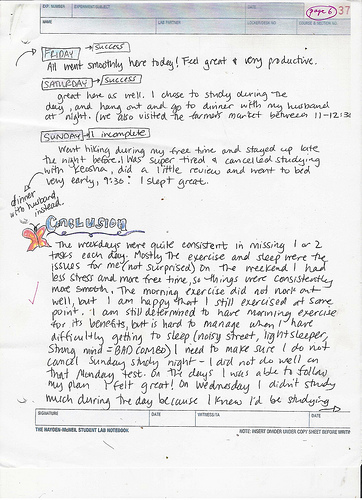 EXP. NUMBER EXPERIMENT/SUBJECT DATE
page 6 37
NAME LAB PARTNER LOCKER/DESK NO. COURSE & SECTION NO.
FRIDAY → SUCCESS
All went smoothly here today! Feel great & very productive.
SATURDAY → SUCCESS
great here as well. I chose to study during the
day, and hang out and go to dinner with my husband
at night. (we also visited the farmers market between 11-12:30
SUNDAY → 1 incomplete
Went hiking during my free time and stayed up late
the night before. I was super tired & cancelled studying
with Keosha, did a little review and went to bed
very early, 9:30! I slept great.
dinner
with husband
instead.
CONCLUSION
The weekdays were quite consistent in missing 1 or 2
tasks each day. Mostly the exercise and sleep were the
issues for me (not surprised) On the weekend I had
less stress and more free time, so things were consistently
more smooth. The morning exercise did not work out
well, but I am happy that I still exercised at some
point. I am still determined to have morning exercise
for its benefits, but is hard to manage when I have
difficulty getting to sleep (noisy street, light sleeper,
strong mind = BAD COMBO) I need to make sure I do not
cancel Sunday study night - I did not do well on
that Monday test. On the days I was able to follow
my plan I felt great! On Wednesday I didn't study
much during the day because I knew I'd be studying
SIGNATURE DATE WITNESS/TA DATE
THE HAYDEN-McNEIL STUDENT LAB NOTEBOOK NOTE: INSERT DIVIDER UNDER COPY SHEET BEFORE WRITING